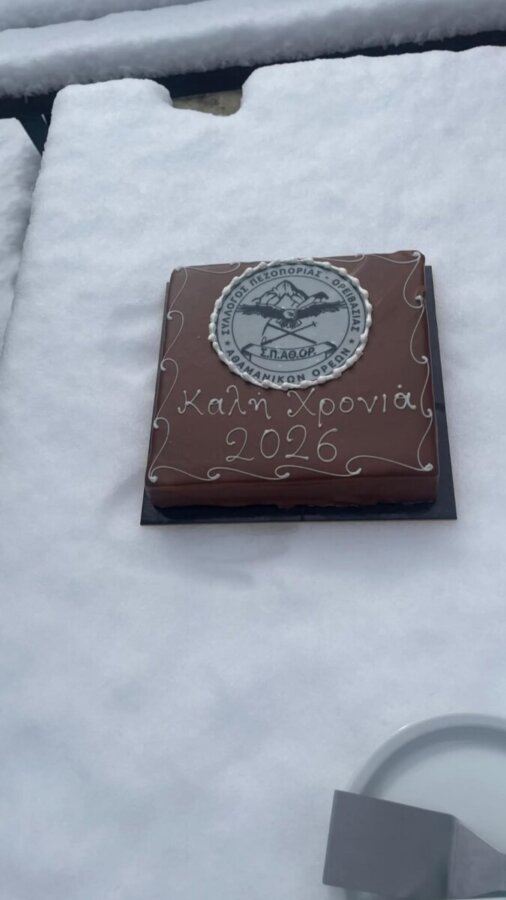 ΣΥΛΛΟΓΟΣ ΠΕΖΟΠΟΡΙΑΣ - ΟΡΕΙΒΑΣΙΑΣ
Σ.Π.ΑΘ.ΟΡ.
★ ΑΘΑΜΑΝΙΚΩΝ ΟΡΕΩΝ ★
Καλή Χρονιά
2026